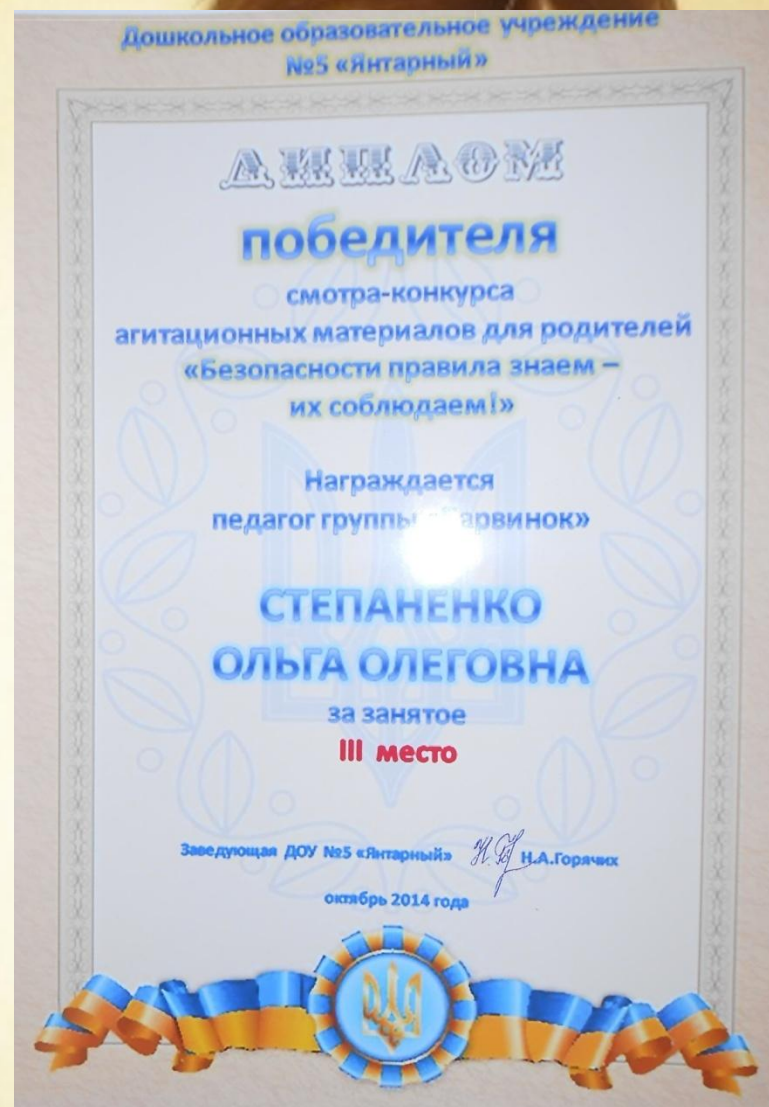 Дошкольное образовательное учреждение
№5 «Янтарный»
ДИПЛОМ
победителя
смотра-конкурса
агитационных материалов для родителей
«Безопасности правила знаем –
их соблюдаем!»
Награждается
педагог группы
СТЕПАНЕНКО
ОЛЬГА ОЛЕГОВНА
за занятое
III место
Заведующая ДОУ №5 «Янтарный» Н.А.Горячих
октябрь 2014 года